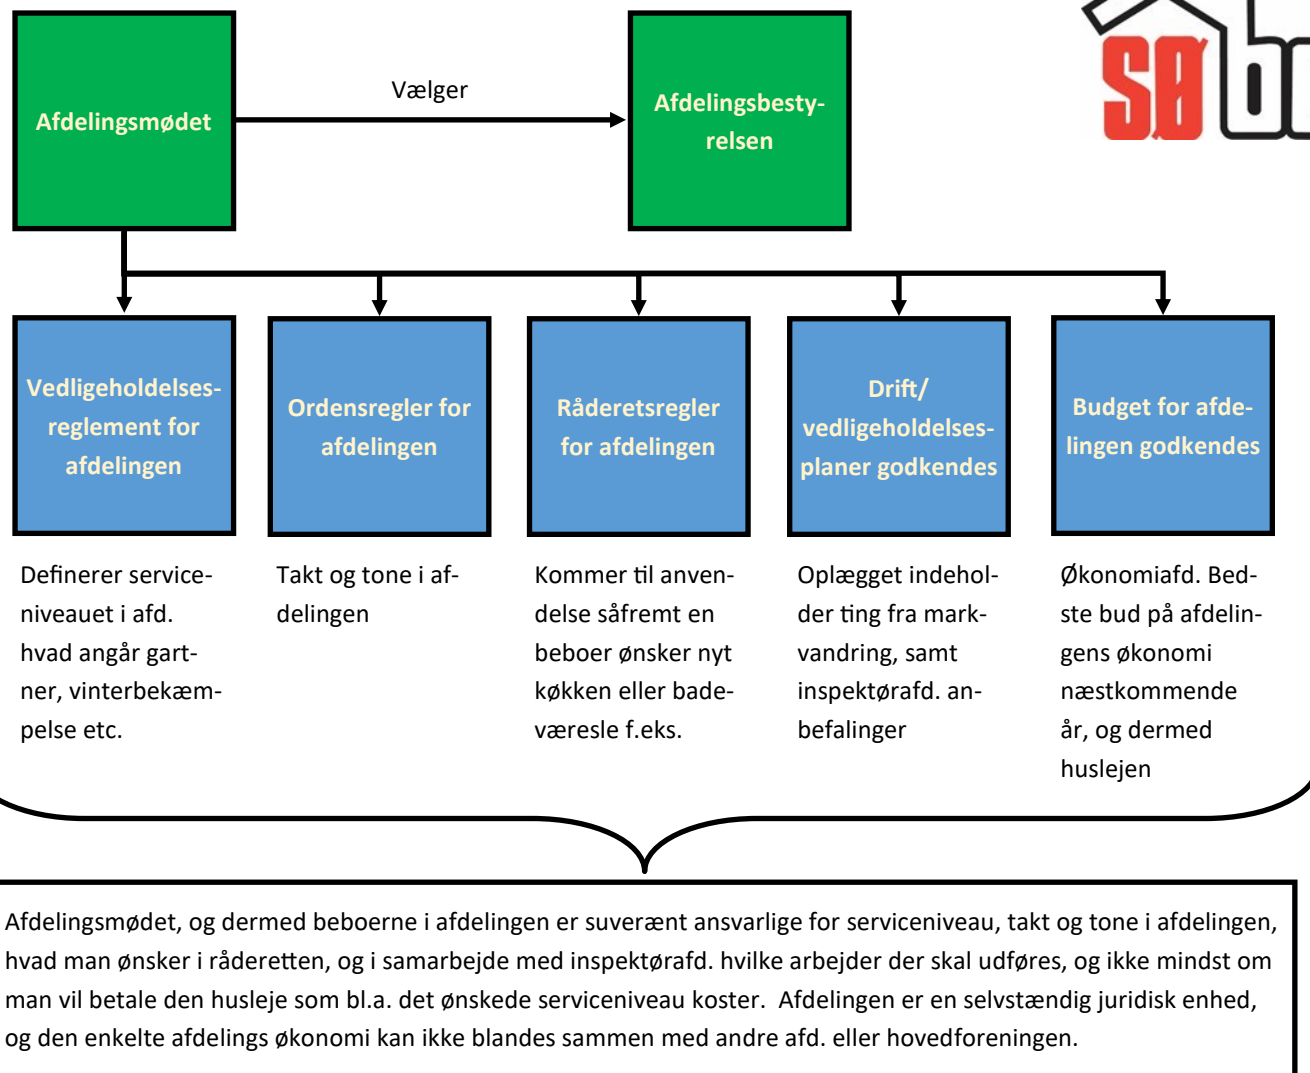 Vælger
Afdelingsmødet
Afdelingsbesty-
relsen
SØ
Vedligeholdelses-
reglement for
afdelingen
Ordensregler for
afdelingen
Råderetsregler
for afdelingen
Drift/
vedligeholdelses-
planer godkendes
Budget for afde-
lingen godkendes
Definerer service-
niveauet i afd.
hvad angår gart-
ner, vinterbekæm-
pelse etc.
Takt og tone i af-
delingen
Kommer til anven-
delse såfremt en
beboer ønsker nyt
køkken eller bade-
væresle f.eks.
Oplægget indehol-
der ting fra mark-
vandring, samt
inspektørafd. an-
befalinger
Økonomiafd. Bed-
ste bud på afdelin-
gens økonomi
næstkommende
år, og dermed
huslejen
Afdelingsmødet, og dermed beboerne i afdelingen er suverænt ansvarlige for serviceniveau, takt og tone i afdelingen,
hvad man ønsker i råderetten, og i samarbejde med inspektørafd. hvilke arbejder der skal udføres, og ikke mindst om
man vil betale den husleje som bl.a. det ønskede serviceniveau koster. Afdelingen er en selvstændig juridisk enhed,
og den enkelte afdelings økonomi kan ikke blandes sammen med andre afd. eller hovedforeningen.